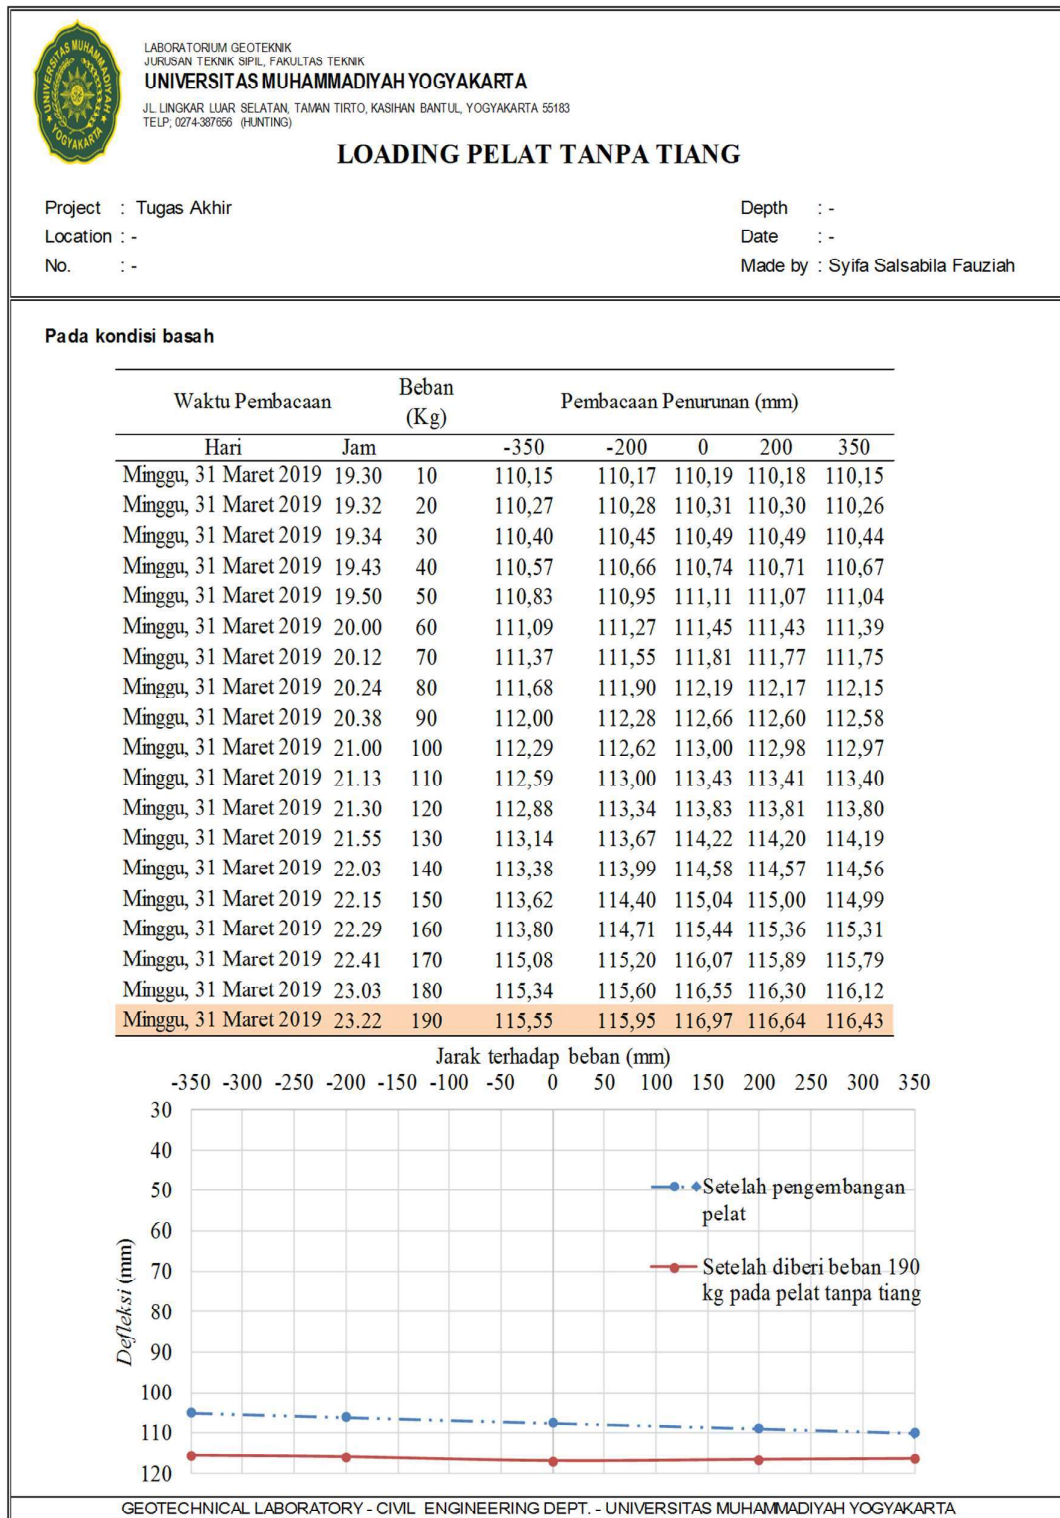 UNIVERSITAS MUHAMMADIYAH
YOGYAKARTA
LABORATORIUM GEOTEKNIK
JURUSAN TEKNIK SIPIL, FAKULTAS TEKNIK
UNIVERSITAS MUHAMMADIYAH YOGYAKARTA
JL. LINGKAR LUAR SELATAN, TAMAN TIRTO, KASIHAN BANTUL, YOGYAKARTA 55183
TELP; 0274-387656 (HUNTING)
LOADING PELAT TANPA TIANG
Project : Tugas Akhir Depth : -
Location : - Date : -
No. : - Made by : Syifa Salsabila Fauziah
Pada kondisi basah
Waktu Pembacaan Beban (Kg) Pembacaan Penurunan (mm)
Hari Jam -350 -200 0 200 350
Minggu, 31 Maret 2019 19.30 10 110,15 110,17 110,19 110,18 110,15
Minggu, 31 Maret 2019 19.32 20 110,27 110,28 110,31 110,30 110,26
Minggu, 31 Maret 2019 19.34 30 110,40 110,45 110,49 110,49 110,44
Minggu, 31 Maret 2019 19.43 40 110,57 110,66 110,74 110,71 110,67
Minggu, 31 Maret 2019 19.50 50 110,83 110,95 111,11 111,07 111,04
Minggu, 31 Maret 2019 20.00 60 111,09 111,27 111,45 111,43 111,39
Minggu, 31 Maret 2019 20.12 70 111,37 111,55 111,81 111,77 111,75
Minggu, 31 Maret 2019 20.24 80 111,68 111,90 112,19 112,17 112,15
Minggu, 31 Maret 2019 20.38 90 112,00 112,28 112,66 112,60 112,58
Minggu, 31 Maret 2019 21.00 100 112,29 112,62 113,00 112,98 112,97
Minggu, 31 Maret 2019 21.13 110 112,59 113,00 113,43 113,41 113,40
Minggu, 31 Maret 2019 21.30 120 112,88 113,34 113,83 113,81 113,80
Minggu, 31 Maret 2019 21.55 130 113,14 113,67 114,22 114,20 114,19
Minggu, 31 Maret 2019 22.03 140 113,38 113,99 114,58 114,57 114,56
Minggu, 31 Maret 2019 22.15 150 113,62 114,40 115,04 115,00 114,99
Minggu, 31 Maret 2019 22.29 160 113,80 114,71 115,44 115,36 115,31
Minggu, 31 Maret 2019 22.41 170 115,08 115,20 116,07 115,89 115,79
Minggu, 31 Maret 2019 23.03 180 115,34 115,60 116,55 116,30 116,12
Minggu, 31 Maret 2019 23.22 190 115,55 115,95 116,97 116,64 116,43
Jarak terhadap beban (mm)
-350 -300 -250 -200 -150 -100 -50 0 50 100 150 200 250 300 350
30
40
50
60
70
80
90
100
110
120
Defleksi (mm)
Setelah pengembangan
pelat
Setelah diberi beban 190
kg pada pelat tanpa tiang
GEOTECHNICAL LABORATORY - CIVIL ENGINEERING DEPT. - UNIVERSITAS MUHAMMADIYAH YOGYAKARTA